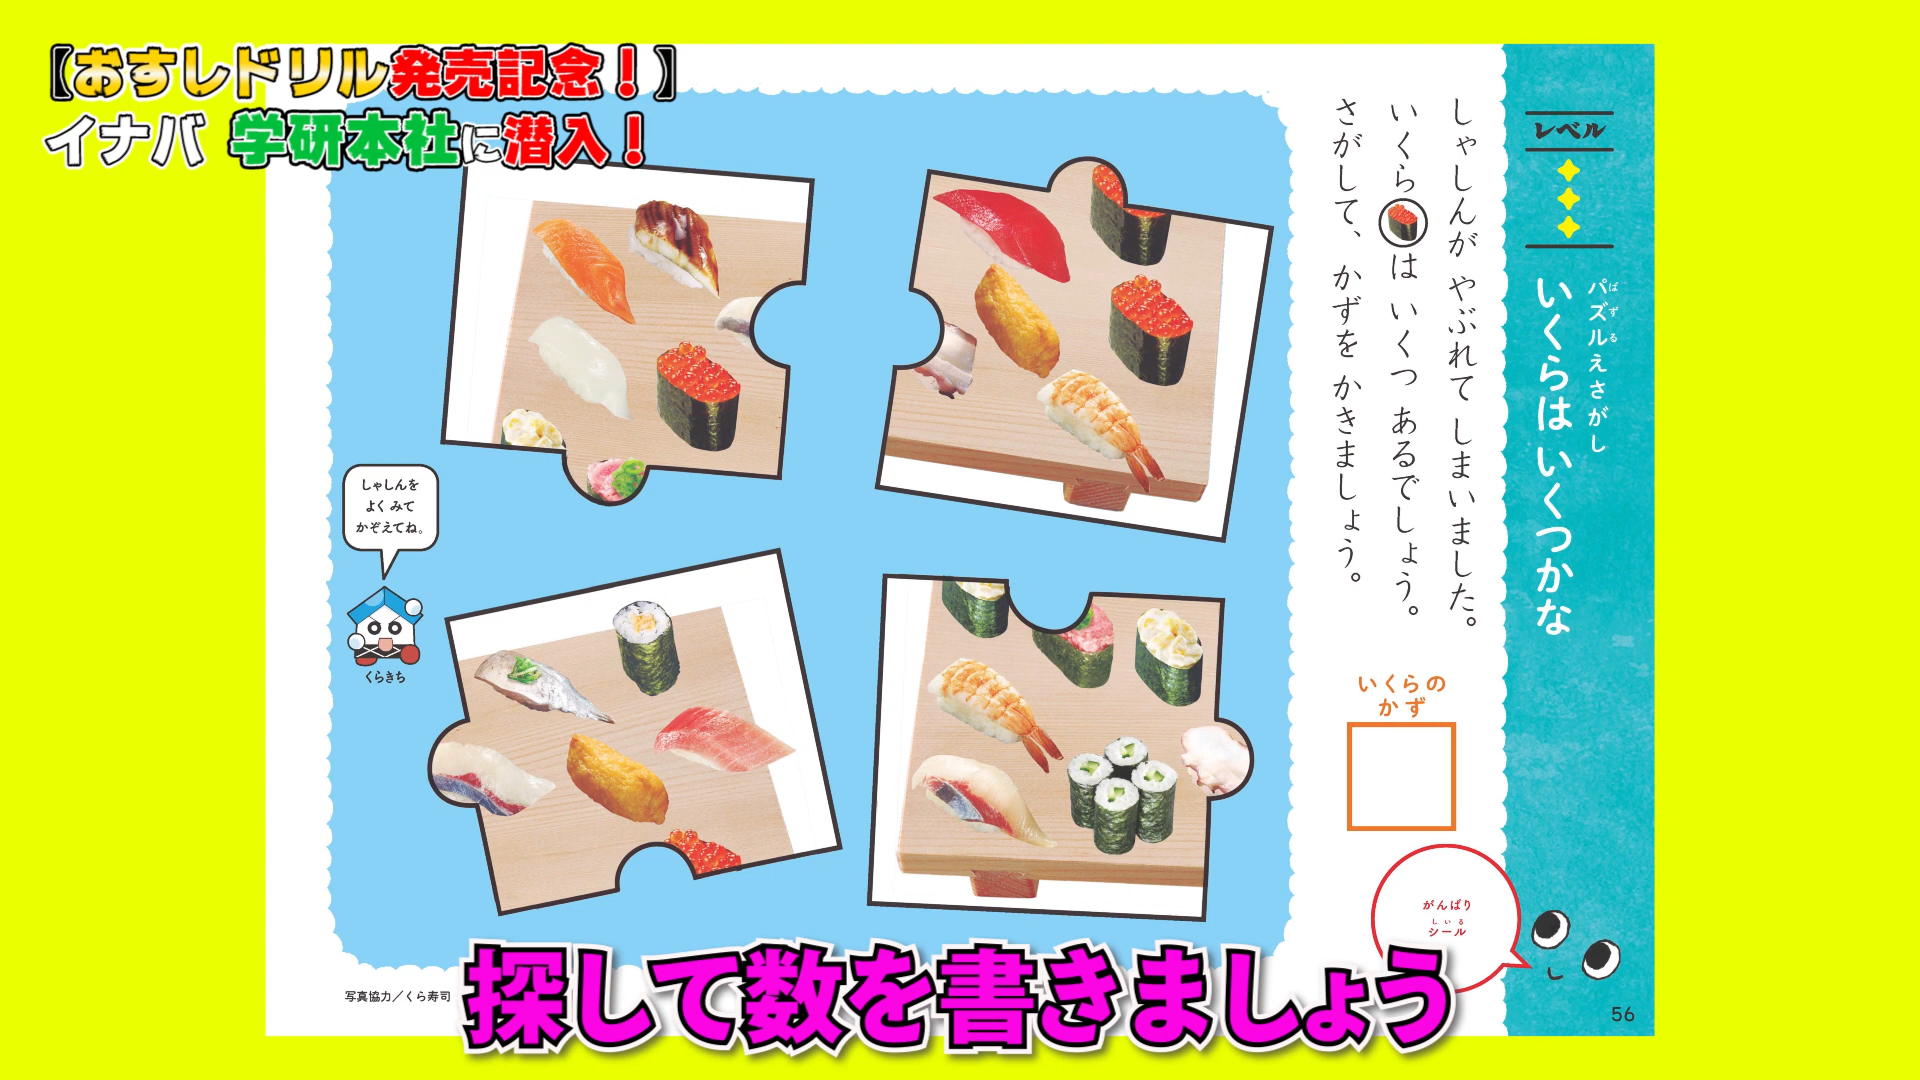 【おすしドリル発売記念！】
イナバ 学研本社に潜入！
レベル
パズルえさがし
ぱずる
いくらは いくつかな
しゃしんが やぶれて しまいました。
いくらは いくつ あるでしょう。
さがして、かずを かきましょう。
いくらの
かず
しゃしんを
よく みて
かぞえてね。
くらきち
がんばり
しいる
シール
写真協力／くら寿司
56
探して数を書きましょう